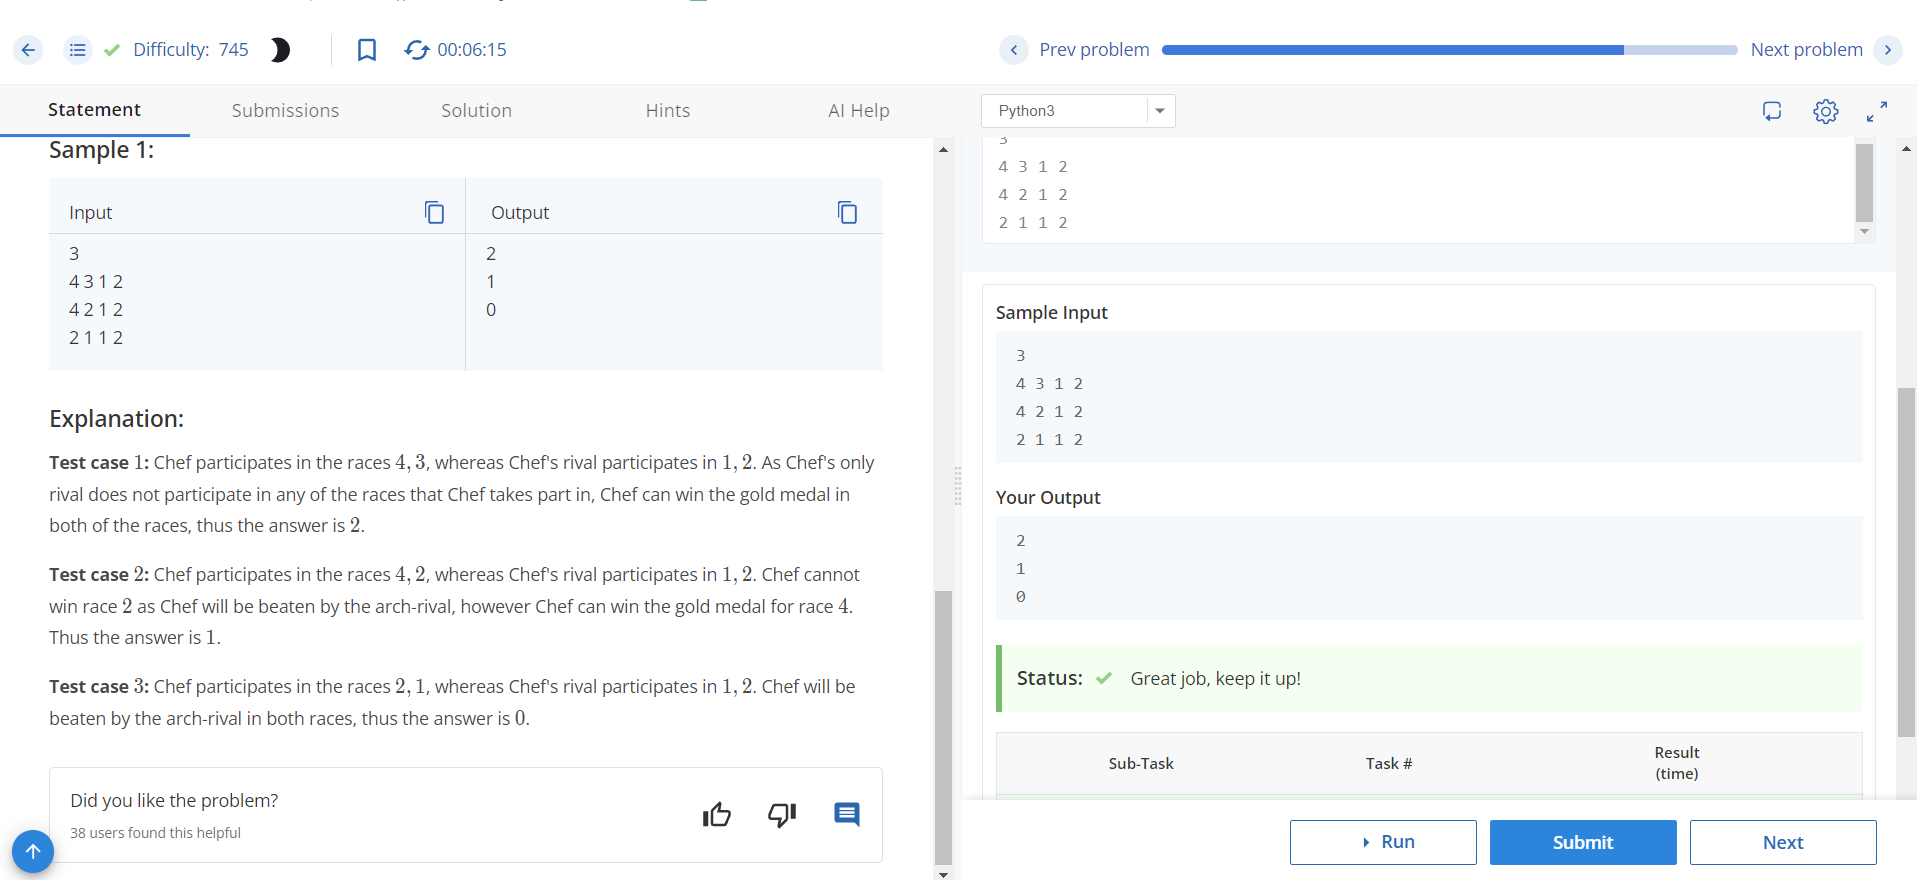 Difficulty: 745
00:06:15
Prev problem
Next problem
Statement
Submissions
Solution
Hints
AI Help
Python3
Sample 1:
Input
Output
3
4 3 1 2
4 2 1 2
2 1 1 2
2
1
0
Explanation:
Test case 1: Chef participates in the races 4, 3, whereas Chef's rival participates in 1, 2. As Chef's only
rival does not participate in any of the races that Chef takes part in, Chef can win the gold medal in
both of the races, thus the answer is 2.
Test case 2: Chef participates in the races 4, 2, whereas Chef's rival participates in 1, 2. Chef cannot
win race 2 as Chef will be beaten by the arch-rival, however Chef can win the gold medal for race 4.
Thus the answer is 1.
Test case 3: Chef participates in the races 2, 1, whereas Chef's rival participates in 1, 2. Chef will be
beaten by the arch-rival in both races, thus the answer is 0.
Did you like the problem?
38 users found this helpful
3
4 3 1 2
4 2 1 2
2 1 1 2
Sample Input
3
4 3 1 2
4 2 1 2
2 1 1 2
Your Output
2
1
0
Status: Great job, keep it up!
Sub-Task
Task #
Result
(time)
Run
Submit
Next